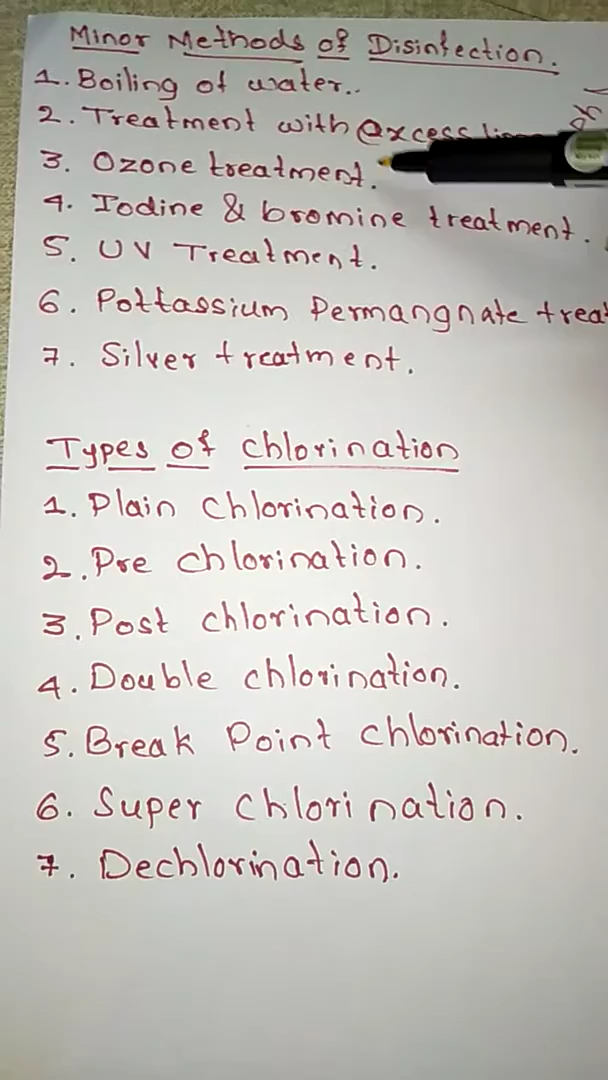 Minor Methods of Disinfection.
1. Boiling of water..
2. Treatment with excess
3. Ozone treatment.
4. Iodine & bromine treatment.
5. UV Treatment.
6. Pottassium Permangnate treat
7. Silver treatment.
Types of chlorination
1. Plain Chlorination.
2. Pre chlorination.
3. Post chlorination.
4. Double chlorination.
5. Break Point Chlorination.
6. Super Chlorination.
7. Dechlorination.